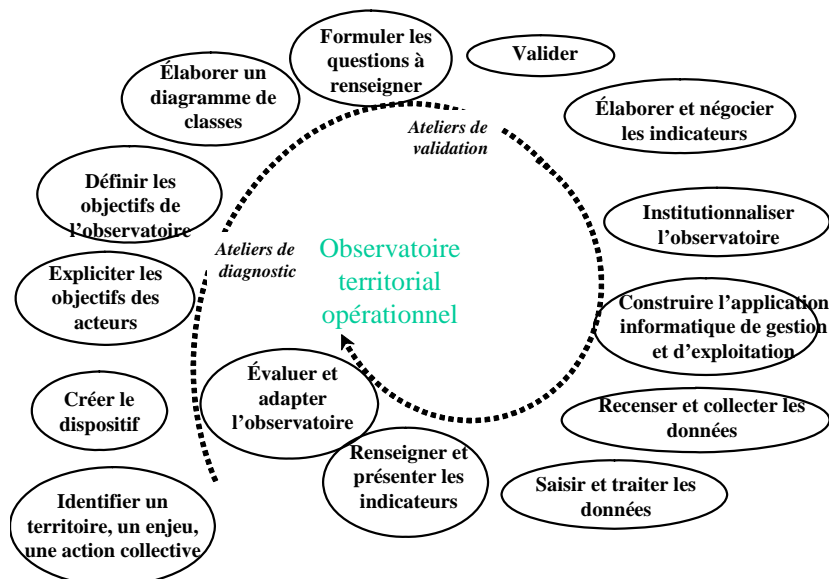 Formuler les
questions à
renseigner
Valider
Élaborer un
diagramme de
classes
Élaborer et négocier
les indicateurs
Ateliers de
validation
Définir les
objectifs de
l’observatoire
Institutionnaliser
l’observatoire
Ateliers de
diagnostic
Observatoire
territorial
opérationnel
Expliciter les
objectifs des
acteurs
Construire l’application
informatique de gestion
et d’exploitation
Évaluer et
adapter
l’observatoire
Créer le
dispositif
Recenser et collecter les
données
Renseigner et
présenter les
indicateurs
Saisir et traiter les
données
Identifier un
territoire, un enjeu,
une action collective